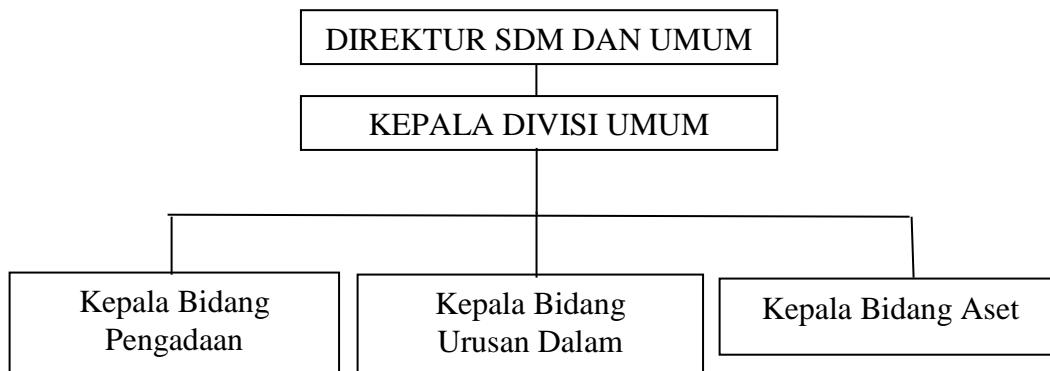 DIREKTUR SDM DAN UMUM
KEPALA DIVISI UMUM
Kepala Bidang
Pengadaan
Kepala Bidang
Urusan Dalam
Kepala Bidang Aset